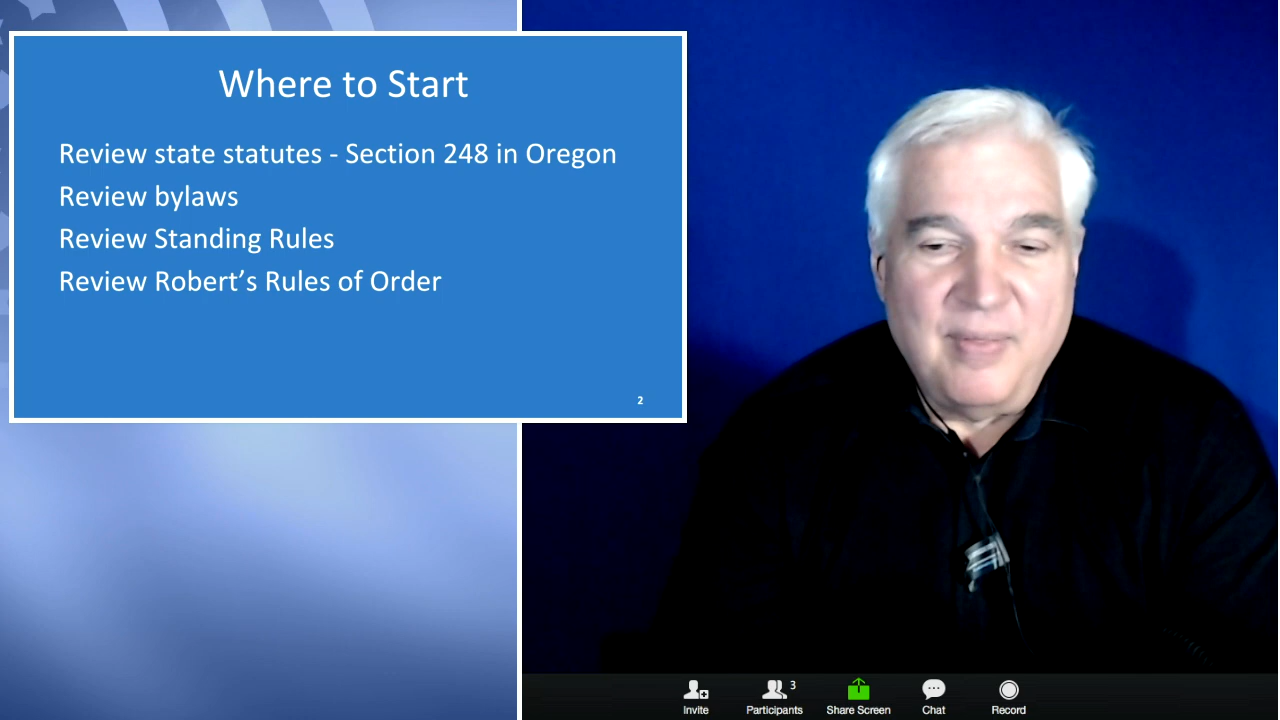 Where to Start
Review state statutes - Section 248 in Oregon
Review bylaws
Review Standing Rules
Review Robert’s Rules of Order
2
3
Invite
Participants
Share Screen
Chat
Record